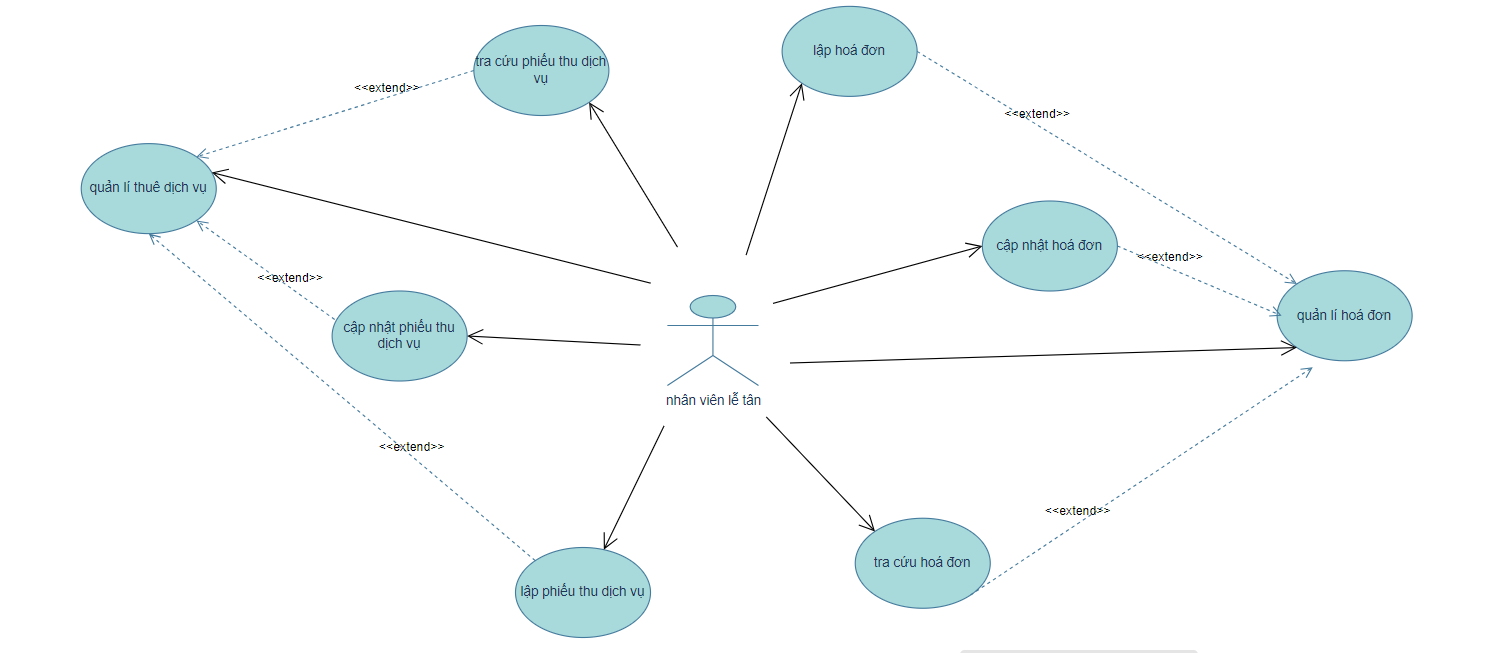 lập hoá đơn
tra cứu phiếu thu dịch
vụ
<<extend>>
<<extend>>
quản lí thuê dịch vụ
cập nhật hoá đơn
<<extend>>
<<extend>>
quản lí hoá đơn
cập nhật phiếu thu
dịch vụ
nhân viên lễ tân
<<extend>>
<<extend>>
tra cứu hoá đơn
lập phiếu thu dịch vụ